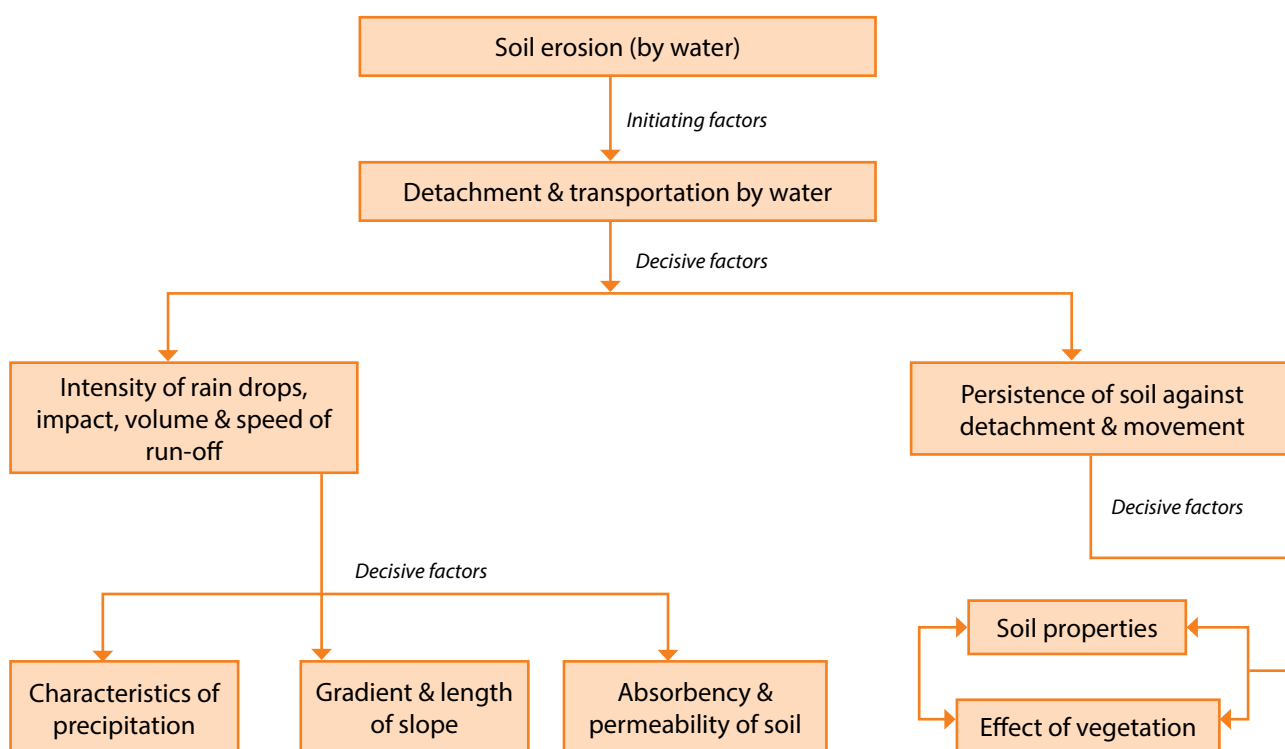 Soil erosion (by water)
Initiating factors
Detachment & transportation by water
Decisive factors
Intensity of rain drops,
impact, volume & speed of
run-off
Persistence of soil against
detachment & movement
Decisive factors
Decisive factors
Characteristics of
precipitation
Gradient & length
of slope
Absorbency &
permeability of soil
Soil properties
Effect of vegetation